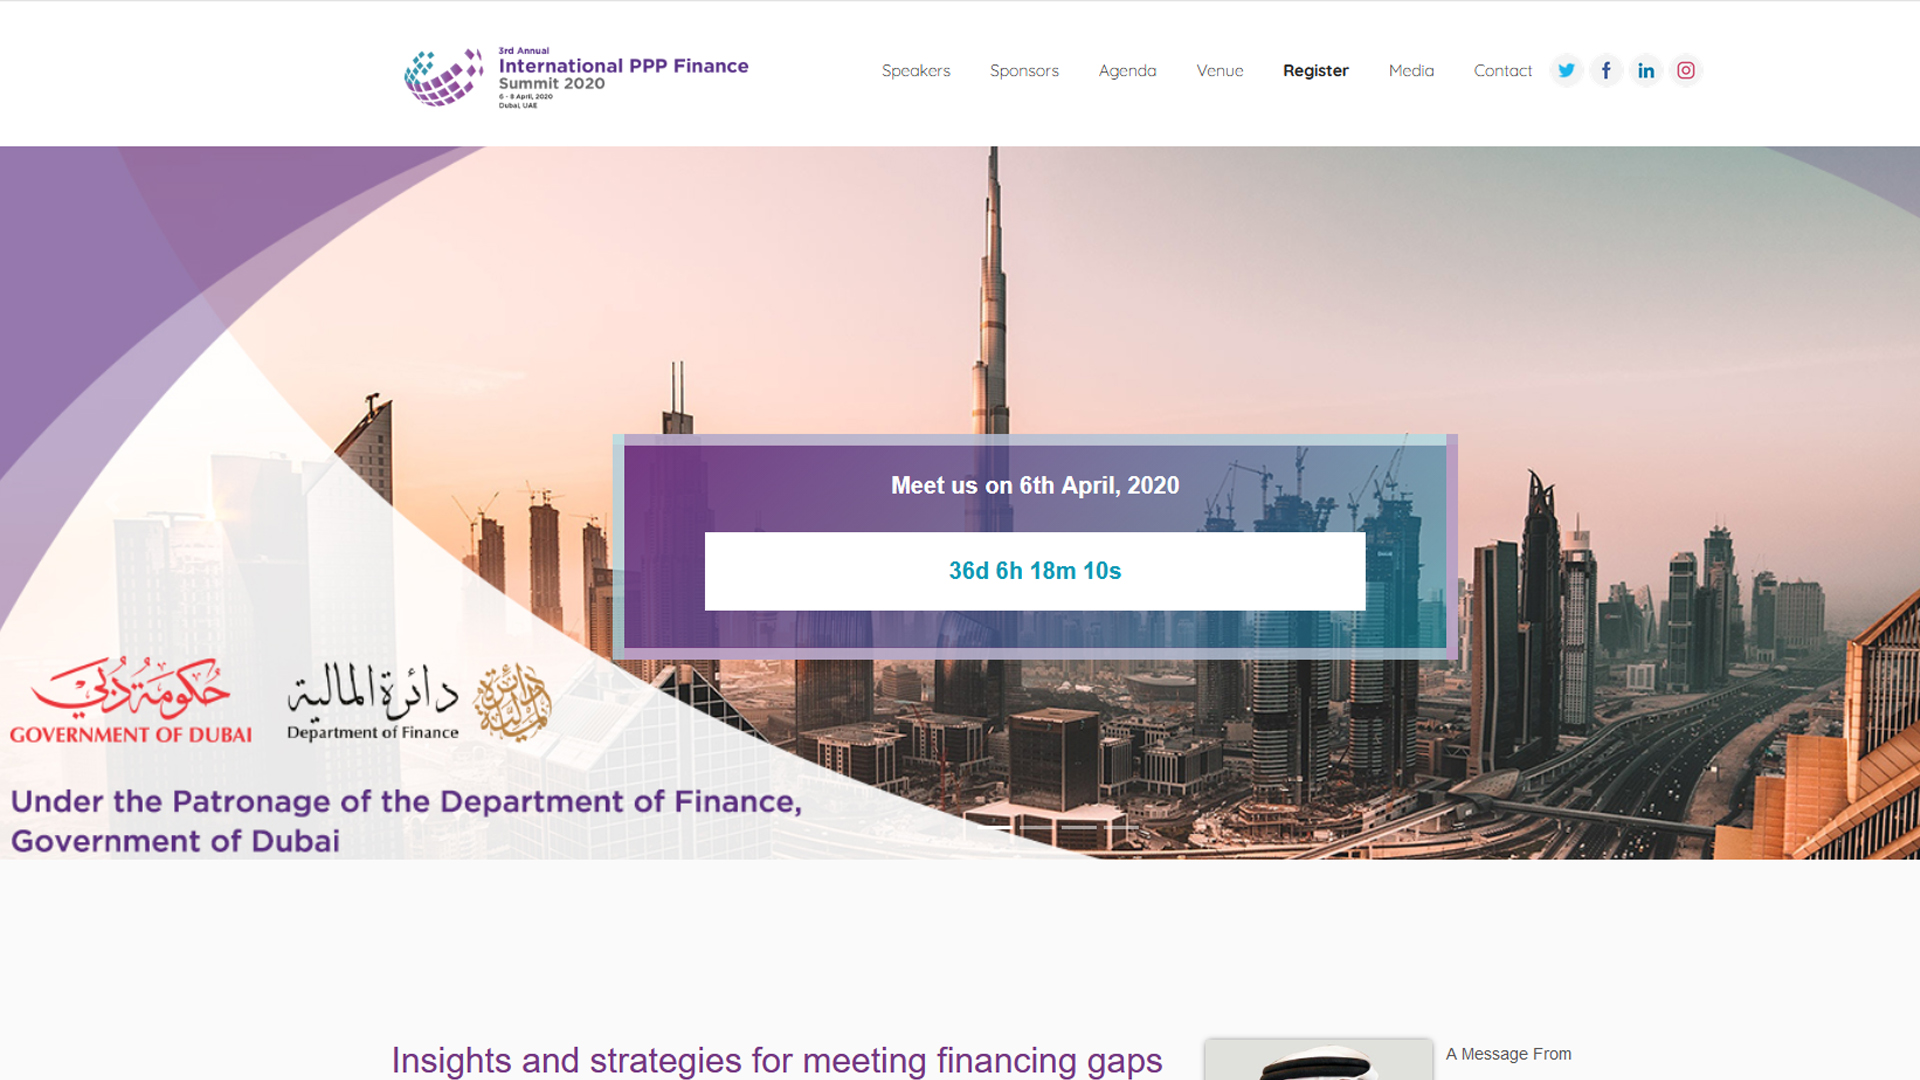 3rd Annual
International PPP Finance
Summit 2020
6 - 8 April, 2020
Dubai, UAE
Speakers Sponsors Agenda Venue Register Media Contact
Meet us on 6th April, 2020
36d 6h 18m 10s
حكومة دبي
GOVERNMENT OF DUBAI
دائرة المالية
Department of Finance
دائرة المالية
Under the Patronage of the Department of Finance,
Government of Dubai
Insights and strategies for meeting financing gaps
A Message From